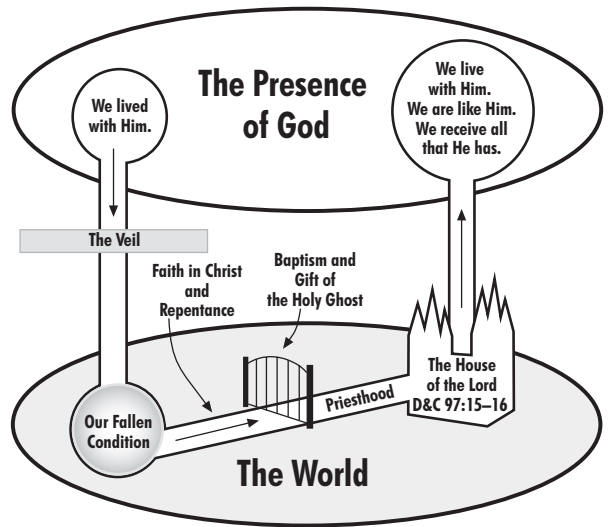 The Presence
of God
We lived
with Him.
We live
with Him.
We are like Him.
We receive all
that He has.
The Veil
Faith in Christ
and
Repentance
Baptism and
Gift of
the Holy Ghost
Our Fallen
Condition
Priesthood
The House
of the Lord
D&C 97:15–16
The World